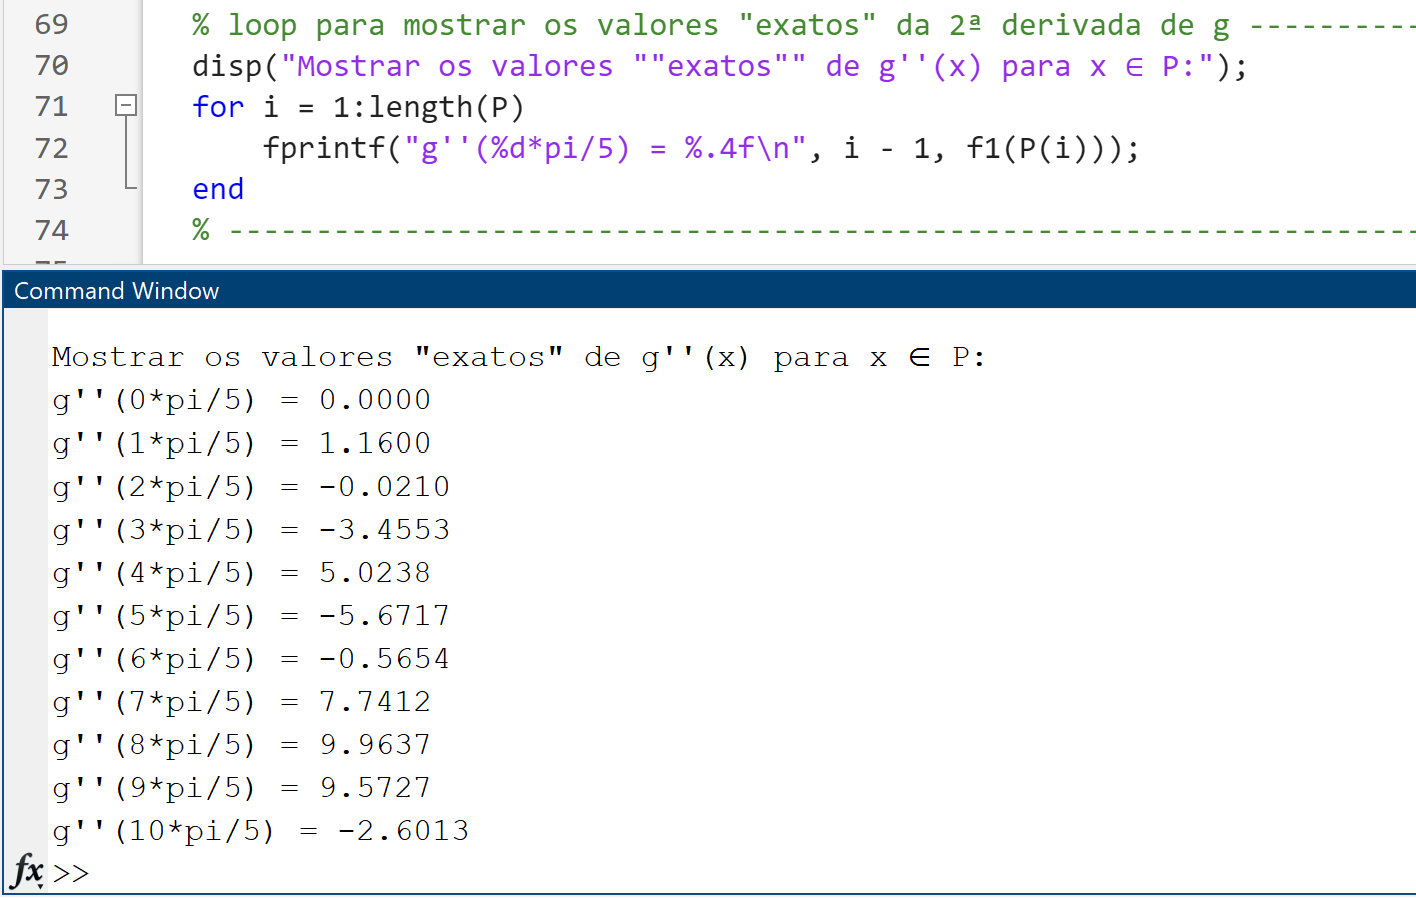 69 % loop para mostrar os valores "exatos" da 2ª derivada de g ----------
70 disp("Mostrar os valores ""exatos"" de g''(x) para x ∈ P:");
71 for i = 1:length(P)
72 fprintf("g''(%d*pi/5) = %.4f\n", i - 1, f1(P(i)));
73 end
74 % --------------------------------------------------------------------
Command Window
Mostrar os valores "exatos" de g''(x) para x ∈ P:
g''(0*pi/5) = 0.0000
g''(1*pi/5) = 1.1600
g''(2*pi/5) = -0.0210
g''(3*pi/5) = -3.4553
g''(4*pi/5) = 5.0238
g''(5*pi/5) = -5.6717
g''(6*pi/5) = -0.5654
g''(7*pi/5) = 7.7412
g''(8*pi/5) = 9.9637
g''(9*pi/5) = 9.5727
g''(10*pi/5) = -2.6013
fx >>